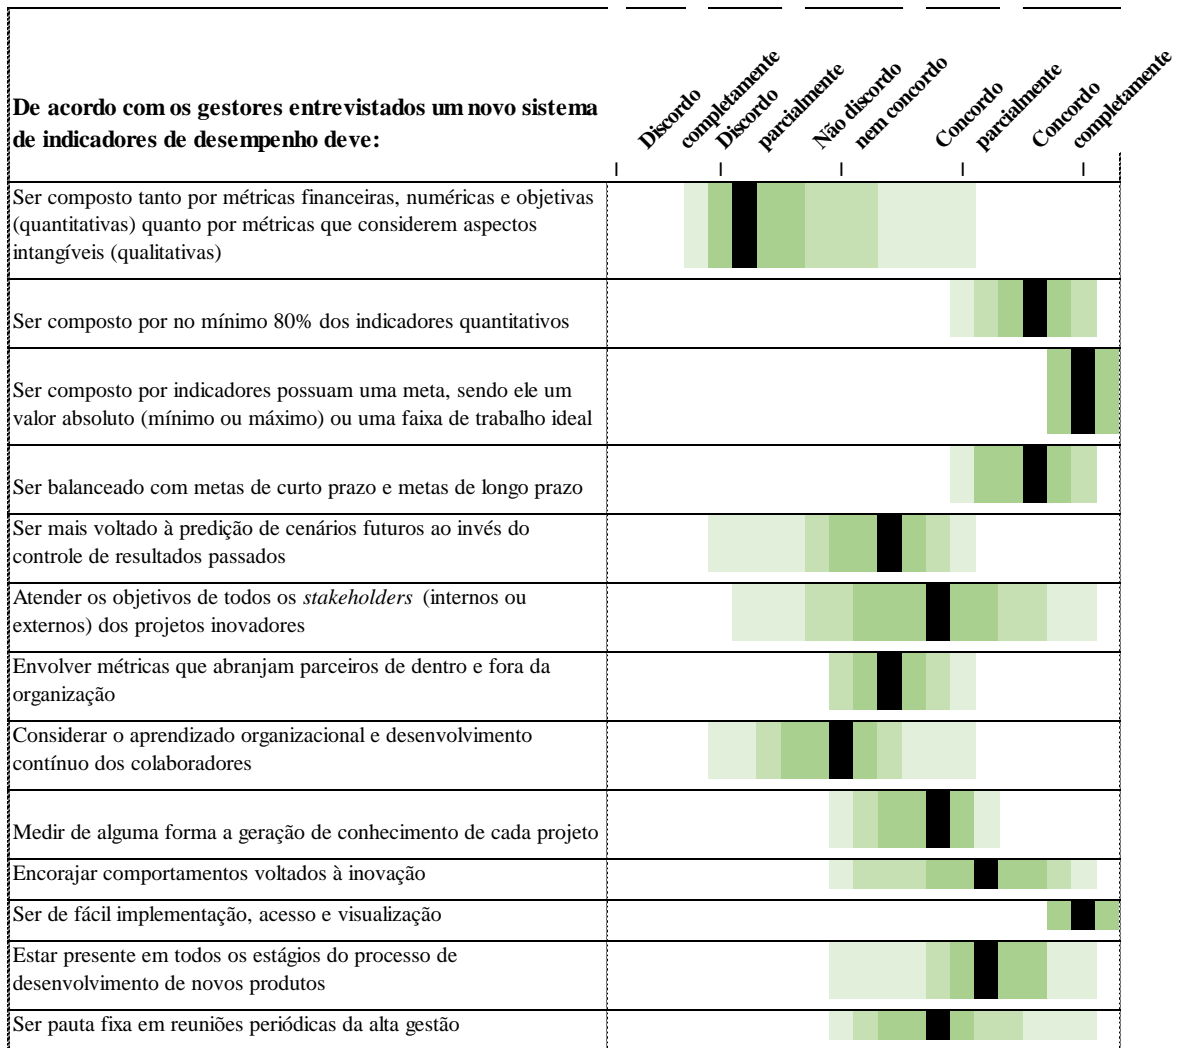 Discordo
completamente
Discordo
parcialmente
Não discordo
nem concordo
Concordo
parcialmente
Concordo
completamente
De acordo com os gestores entrevistados um novo sistema
de indicadores de desempenho deve:
Ser composto tanto por métricas financeiras, numéricas e objetivas
(quantitativas) quanto por métricas que considerem aspectos
intangíveis (qualitativas)
Ser composto por no mínimo 80% dos indicadores quantitativos
Ser composto por indicadores possuam uma meta, sendo ele um
valor absoluto (mínimo ou máximo) ou uma faixa de trabalho ideal
Ser balanceado com metas de curto prazo e metas de longo prazo
Ser mais voltado à predição de cenários futuros ao invés do
controle de resultados passados
Atender os objetivos de todos os stakeholders (internos ou
externos) dos projetos inovadores
Envolver métricas que abranjam parceiros de dentro e fora da
organização
Considerar o aprendizado organizacional e desenvolvimento
contínuo dos colaboradores
Medir de alguma forma a geração de conhecimento de cada projeto
Encorajar comportamentos voltados à inovação
Ser de fácil implementação, acesso e visualização
Estar presente em todos os estágios do processo de
desenvolvimento de novos produtos
Ser pauta fixa em reuniões periódicas da alta gestão